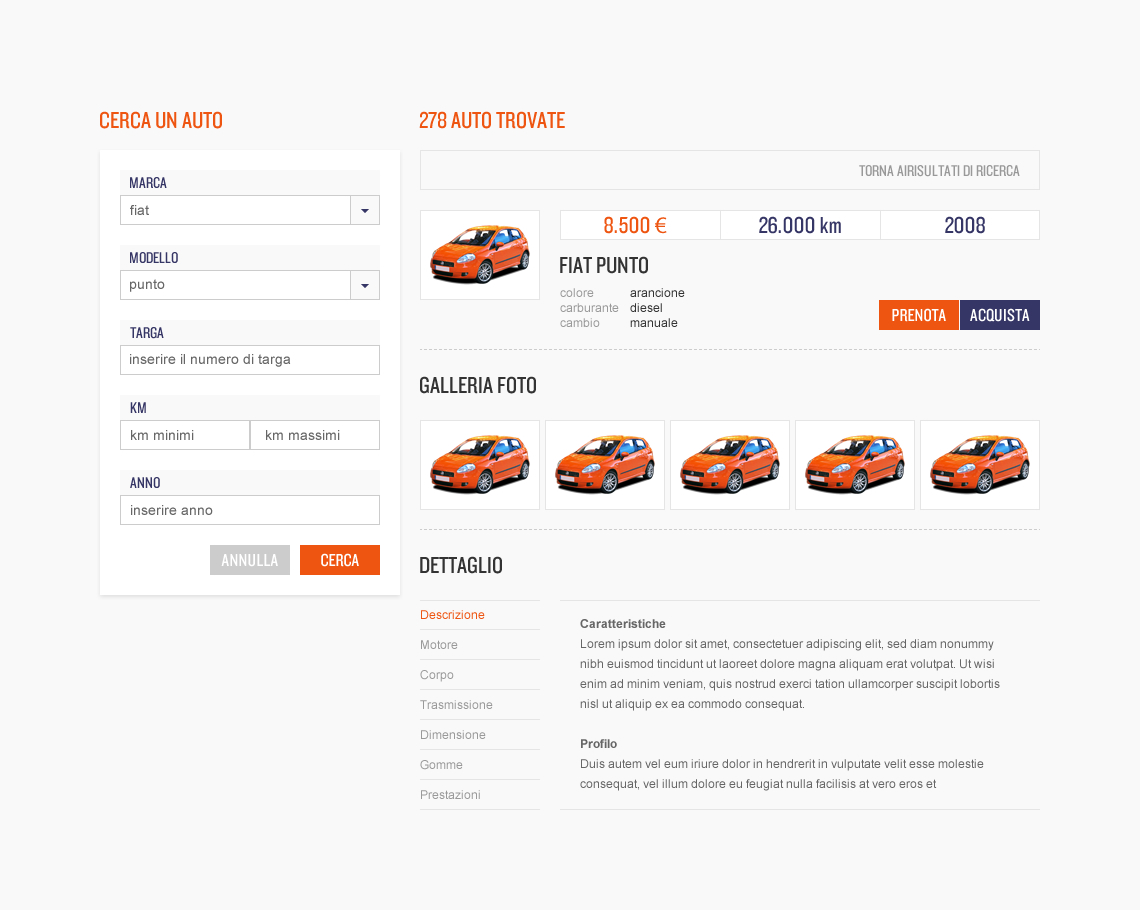 CERCA UN AUTO
MARCA
fiat
MODELLO
punto
TARGA
inserire il numero di targa
KM
km minimi km massimi
ANNO
inserire anno
ANNULLA CERCA
278 AUTO TROVATE
TORNA AIRISULTATI DI RICERCA
8.500 € 26.000 km 2008
FIAT PUNTO
colore arancione
carburante diesel
cambio manuale
PRENOTA ACQUISTA
GALLERIA FOTO
DETTAGLIO
Descrizione
Motore
Corpo
Trasmissione
Dimensione
Gomme
Prestazioni
Caratteristiche
Lorem ipsum dolor sit amet, consectetuer adipiscing elit, sed diam nonummy
nibh euismod tincidunt ut laoreet dolore magna aliquam erat volutpat. Ut wisi
enim ad minim veniam, quis nostrud exerci tation ullamcorper suscipit lobortis
nisl ut aliquip ex ea commodo consequat.
Profilo
Duis autem vel eum iriure dolor in hendrerit in vulputate velit esse molestie
consequat, vel illum dolore eu feugiat nulla facilisis at vero eros et